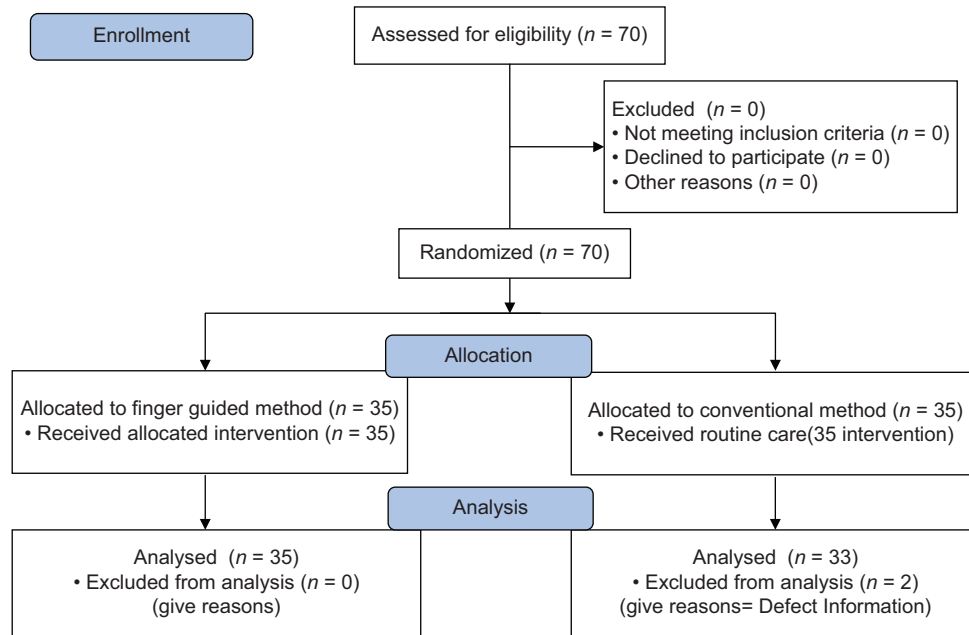 Enrollment
Assessed for eligibility (n = 70)
Excluded (n = 0)
• Not meeting inclusion criteria (n = 0)
• Declined to participate (n = 0)
• Other reasons (n = 0)
Randomized (n = 70)
Allocation
Allocated to finger guided method (n = 35)
• Received allocated intervention (n = 35)
Allocated to conventional method (n = 35)
• Received routine care(35 intervention)
Analysis
Analysed (n = 35)
• Excluded from analysis (n = 0)
(give reasons)
Analysed (n = 33)
• Excluded from analysis (n = 2)
(give reasons= Defect Information)